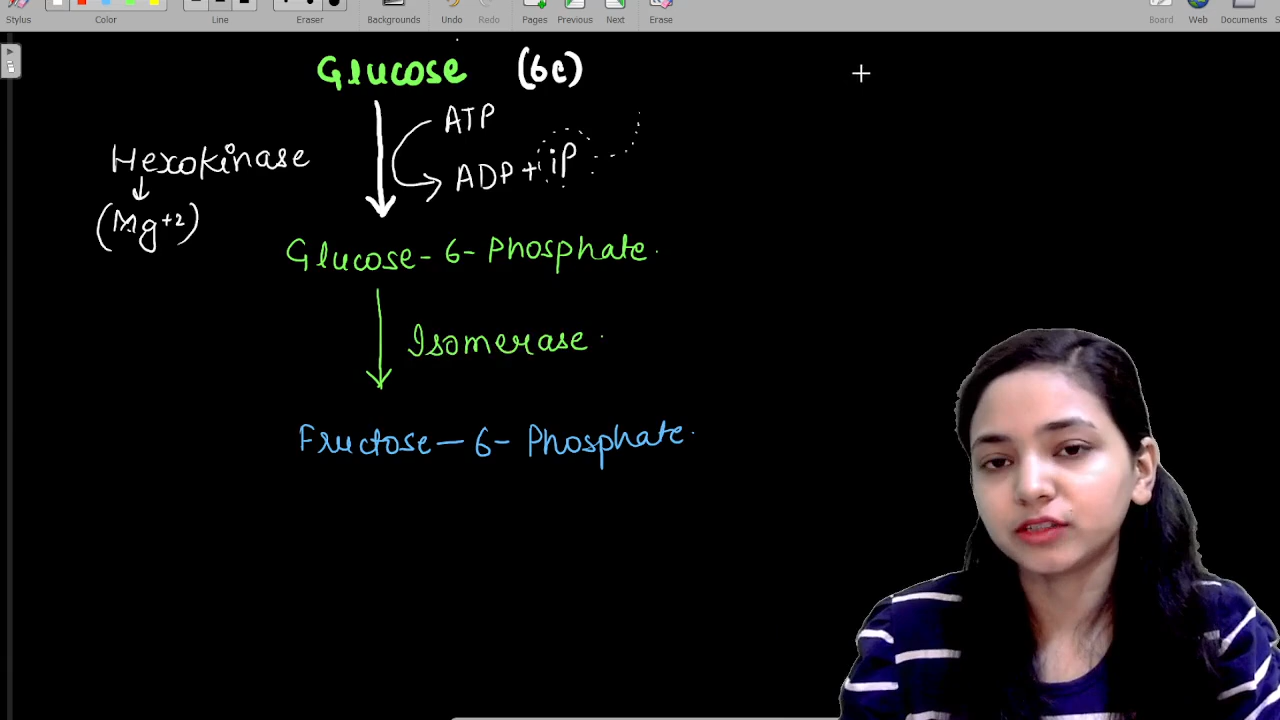 Stylus Color Line Eraser Backgrounds Undo Redo Pages Previous Next Erase Board Web Documents
Glucose (6c)
ATP
Hexokinase
ADP + iP
(Mg+2)
Glucose-6-Phosphate.
Isomerase.
Fructose-6-Phosphate.